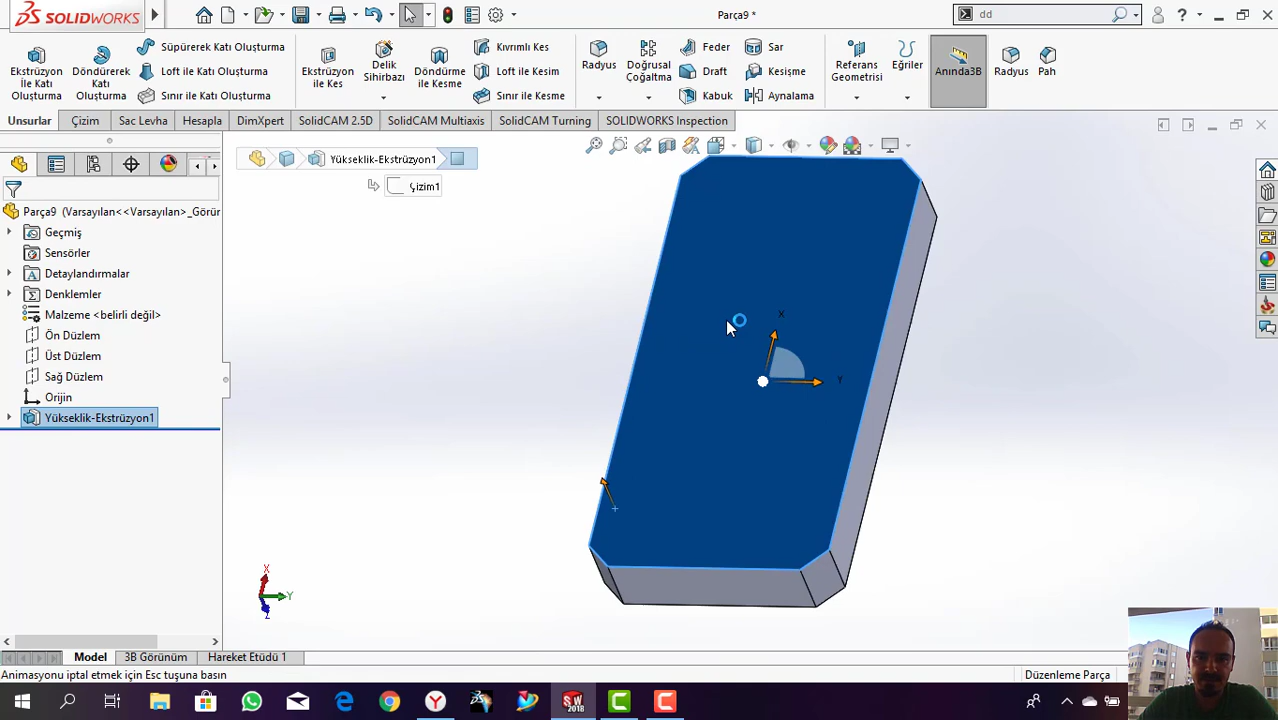 SOLIDWORKS
Parça9 *
dd
Ekstrüzyon
İle Katı
Oluşturma
Döndürerek
Katı
Oluşturma
Süpürerek Katı Oluşturma
Loft ile Katı Oluşturma
Sınır ile Katı Oluşturma
Ekstrüzyon
ile Kes
Delik
Sihirbazı
Döndürme
ile Kesme
Kıvrımlı Kes
Loft ile Kesim
Sınır ile Kesme
Radyus
Doğrusal
Çoğaltma
Feder
Draft
Kabuk
Sar
Kesişme
Aynalama
Referans
Geometrisi
Eğriler
Anında3B
Radyus
Pah
Unsurlar
Çizim
Sac Levha
Hesapla
DimXpert
SolidCAM 2.5D
SolidCAM Multiaxis
SolidCAM Turning
SOLIDWORKS Inspection
Yükseklik-Ekstrüzyon1
Çizim1
Parça9 (Varsayılan<<Varsayılan>_Görür
Geçmiş
Sensörler
Detaylandırmalar
Denklemler
Malzeme <belirli değil>
Ön Düzlem
Üst Düzlem
Sağ Düzlem
Orijin
Yükseklik-Ekstrüzyon1
X
Y
X
Y
Z
Model
3B Görünüm
Hareket Etüdü 1
Animasyonu iptal etmek için Esc tuşuna basın
Düzenleme Parça
SW
2018